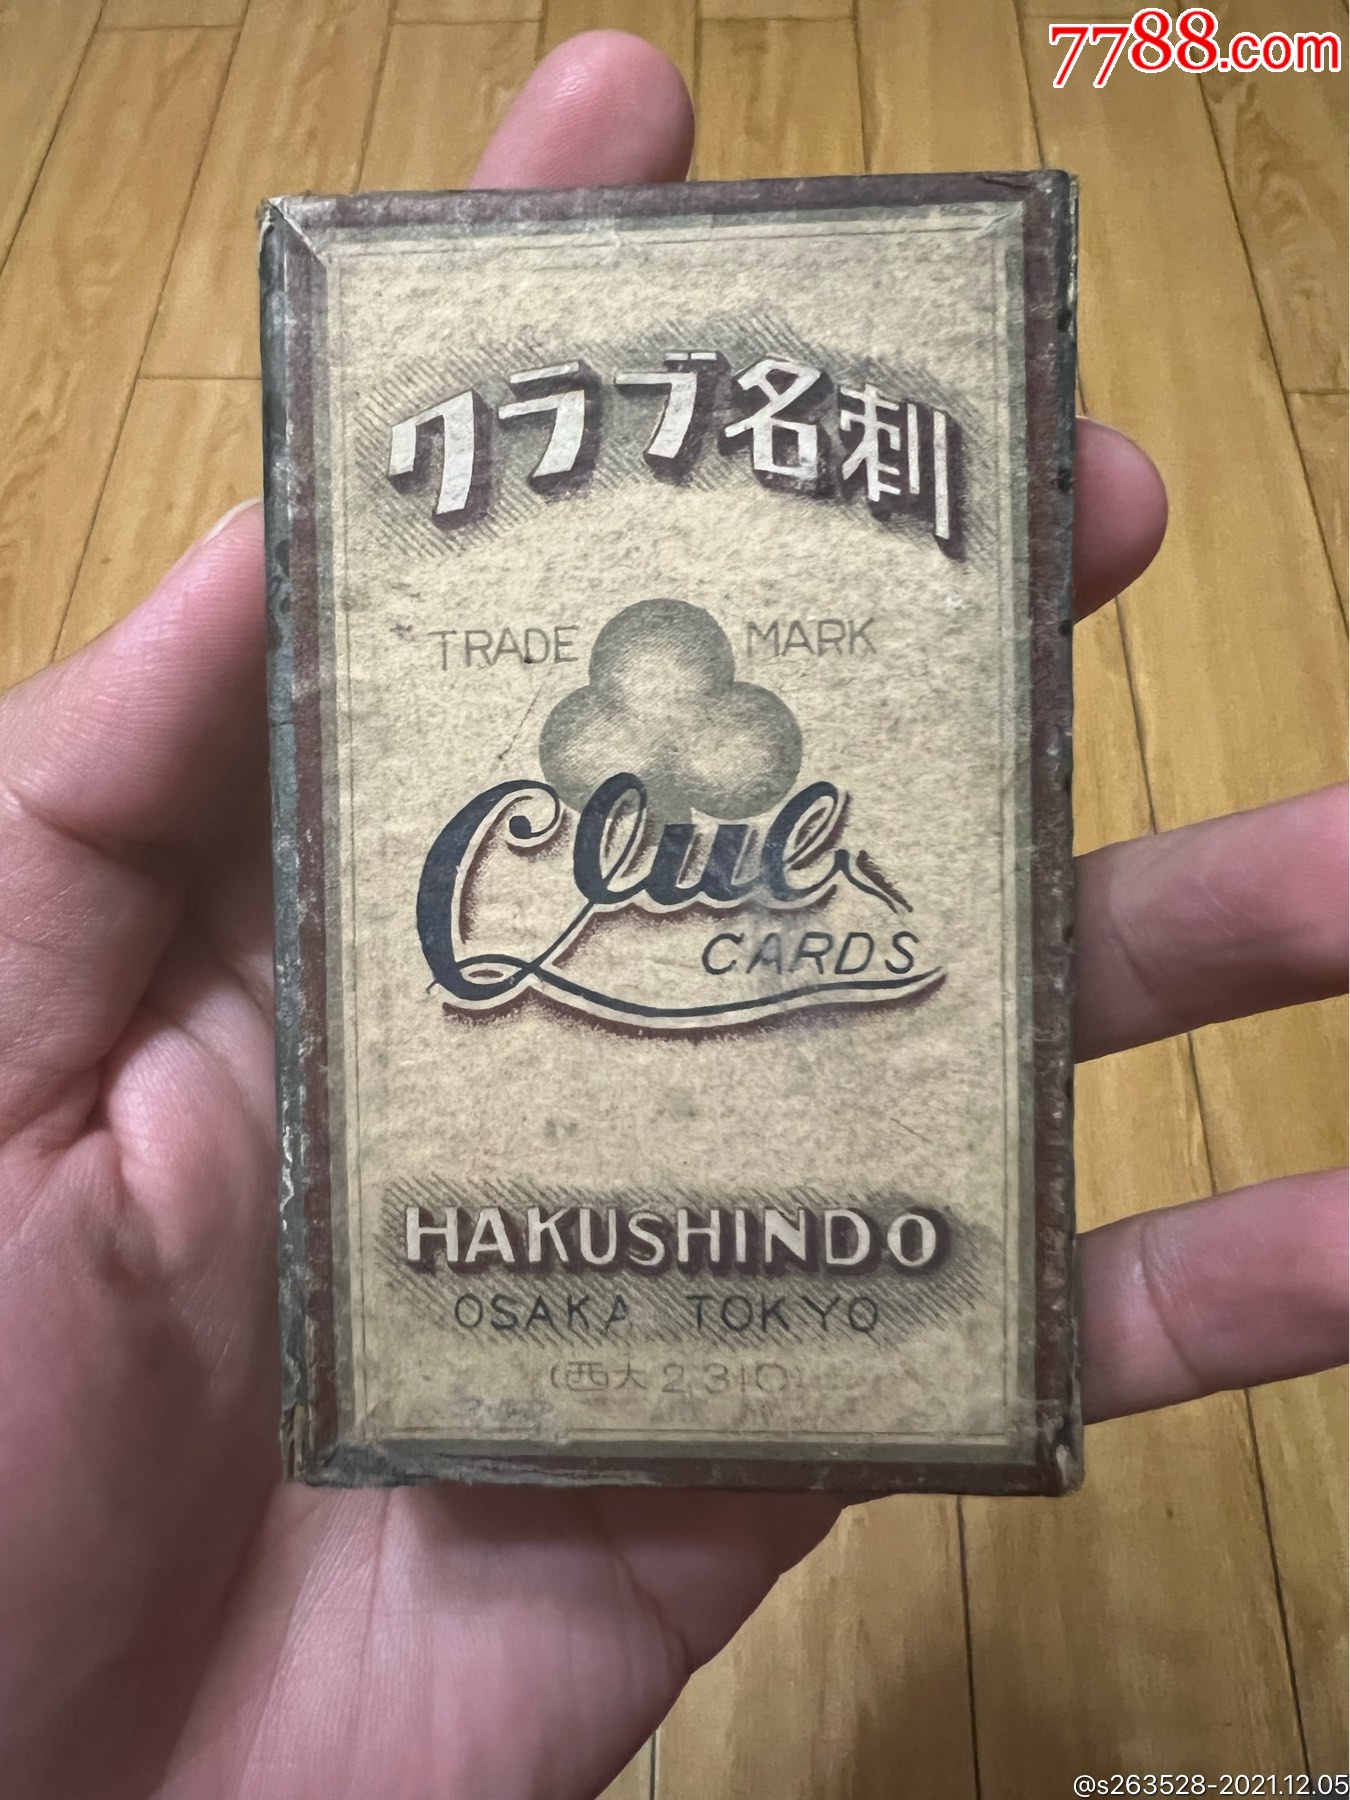 7788.com
クラブ名刺
TRADE MARK
Club
CARDS
HAKUSHINDO
OSAKA TOKYO
(西大2310)
@s263528-2021.12.05